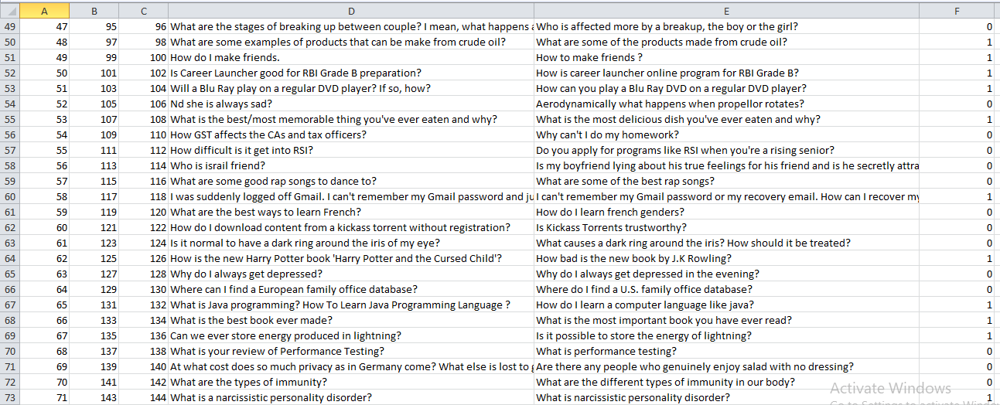 A B C D E F
49 47 95 96 What are the stages of breaking up between couple? I mean, what happens Who is affected more by a breakup, the boy or the girl? 0
50 48 97 98 What are some examples of products that can be make from crude oil? What are some of the products made from crude oil? 1
51 49 99 100 How do I make friends. How to make friends ? 1
52 50 101 102 Is Career Launcher good for RBI Grade B preparation? How is career launcher online program for RBI Grade B? 1
53 51 103 104 Will a Blu Ray play on a regular DVD player? If so, how? How can you play a Blu Ray DVD on a regular DVD player? 1
54 52 105 106 Nd she is always sad? Aerodynamically what happens when propellor rotates? 0
55 53 107 108 What is the best/most memorable thing you've ever eaten and why? What is the most delicious dish you've ever eaten and why? 1
56 54 109 110 How GST affects the CAs and tax officers? Why can't I do my homework? 0
57 55 111 112 How difficult is it get into RSI? Do you apply for programs like RSI when you're a rising senior? 0
58 56 113 114 Who is israil friend? Is my boyfriend lying about his true feelings for his friend and is he secretly attra 0
59 57 115 116 What are some good rap songs to dance to? What are some of the best rap songs? 0
60 58 117 118 I was suddenly logged off Gmail. I can't remember my Gmail password and ju I can't remember my Gmail password or my recovery email. How can I recover my 1
61 59 119 120 What are the best ways to learn French? How do I learn french genders? 0
62 60 121 122 How do I download content from a kickass torrent without registration? Is Kickass Torrents trustworthy? 0
63 61 123 124 Is it normal to have a dark ring around the iris of my eye? What causes a dark ring around the iris? How should it be treated? 0
64 62 125 126 How is the new Harry Potter book 'Harry Potter and the Cursed Child'? How bad is the new book by J.K Rowling? 1
65 63 127 128 Why do I always get depressed? Why do I always get depressed in the evening? 0
66 64 129 130 Where can I find a European family office database? Where do I find a U.S. family office database? 0
67 65 131 132 What is Java programming? How To Learn Java Programming Language ? How do I learn a computer language like java? 1
68 66 133 134 What is the best book ever made? What is the most important book you have ever read? 1
69 67 135 136 Can we ever store energy produced in lightning? Is it possible to store the energy of lightning? 1
70 68 137 138 What is your review of Performance Testing? What is performance testing? 0
71 69 139 140 At what cost does so much privacy as in Germany come? What else is lost to Are there any people who genuinely enjoy salad with no dressing? 0
72 70 141 142 What are the types of immunity? What are the different types of immunity in our body? 0
73 71 143 144 What is a narcissistic personality disorder? What is narcissistic personality disorder? 1
Activate Windows